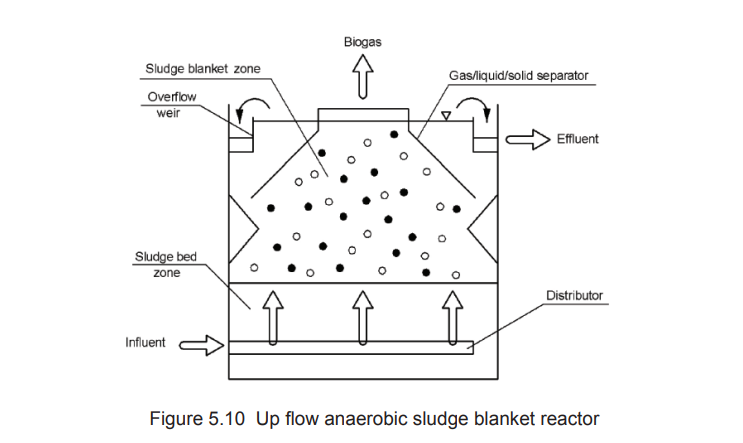 Biogas
Sludge blanket zone
Gas/liquid/solid separator
Overflow
weir
Effluent
Sludge bed
zone
Distributor
Influent
Figure 5.10 Up flow anaerobic sludge blanket reactor